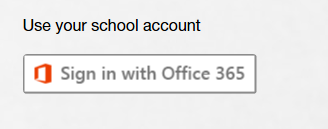 Use your school account
Sign in with Office 365